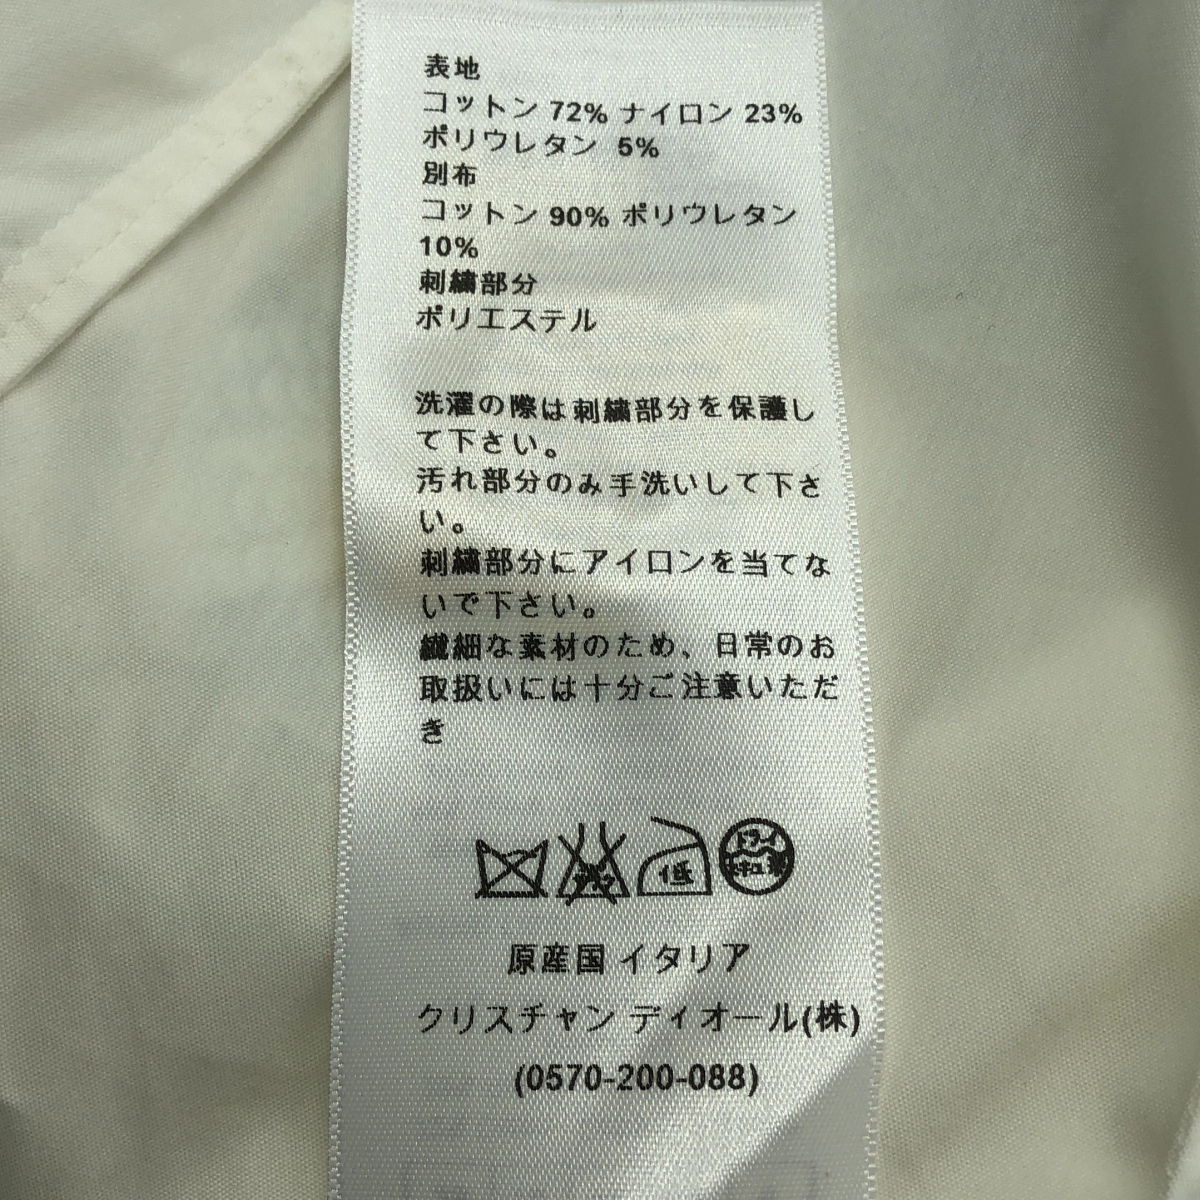 表地
コットン 72% ナイロン 23%
ポリウレタン 5%
別布
コットン 90% ポリウレタン
10%
刺繍部分
ポリエステル
洗濯の際は刺繍部分を保護し
て下さい。
汚れ部分のみ手洗いして下さ
い。
刺繍部分にアイロンを当てな
いで下さい。
繊細な素材のため、日常のお
取扱いには十分ご注意いただ
き
低
ドライ
原産国 イタリア
クリスチャン ディオール(株)
(0570-200-088)